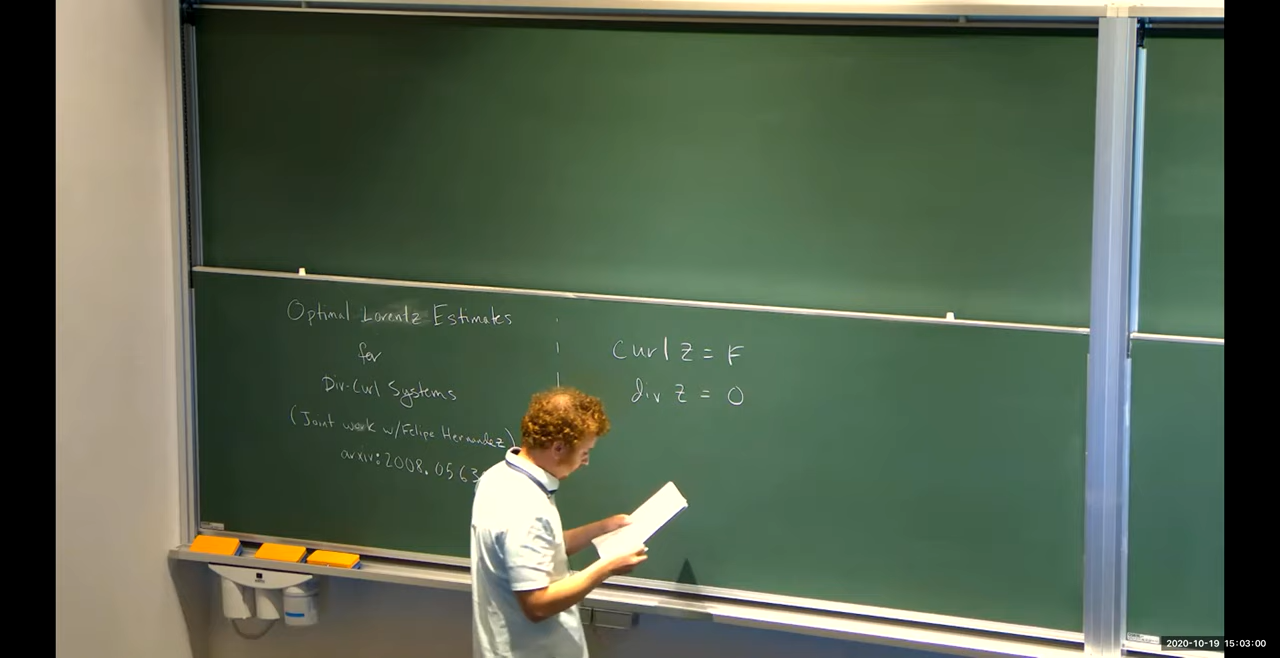 Optimal Lorentz Estimates
for
Div-Curl Systems
(Joint work w/Felipe Hernandez)
arxiv:2008.0563
curl z = F
div z = 0
2020-10-19 15:03:00